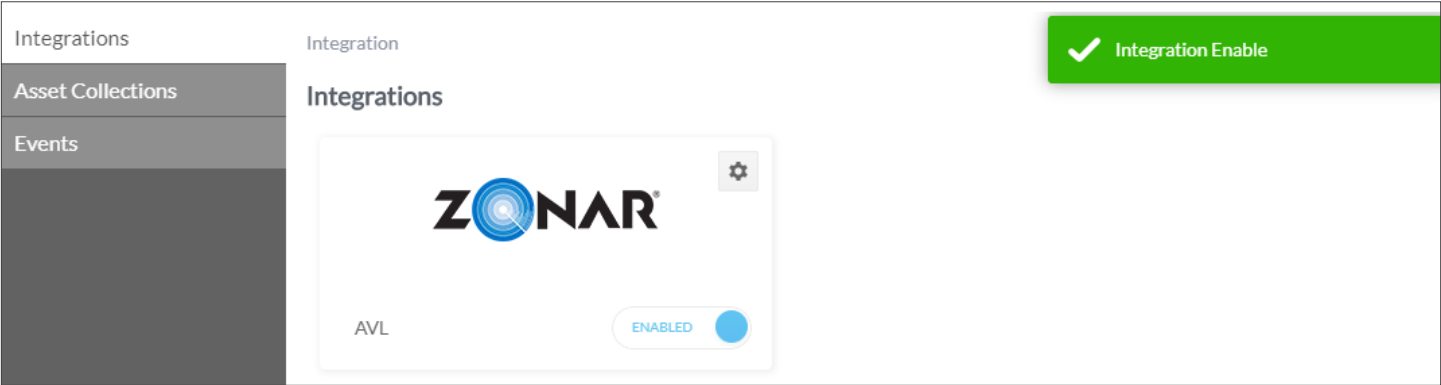 Integrations
Asset Collections
Events
Integration
Integrations
ZONAR®
AVL
ENABLED
Integration Enable